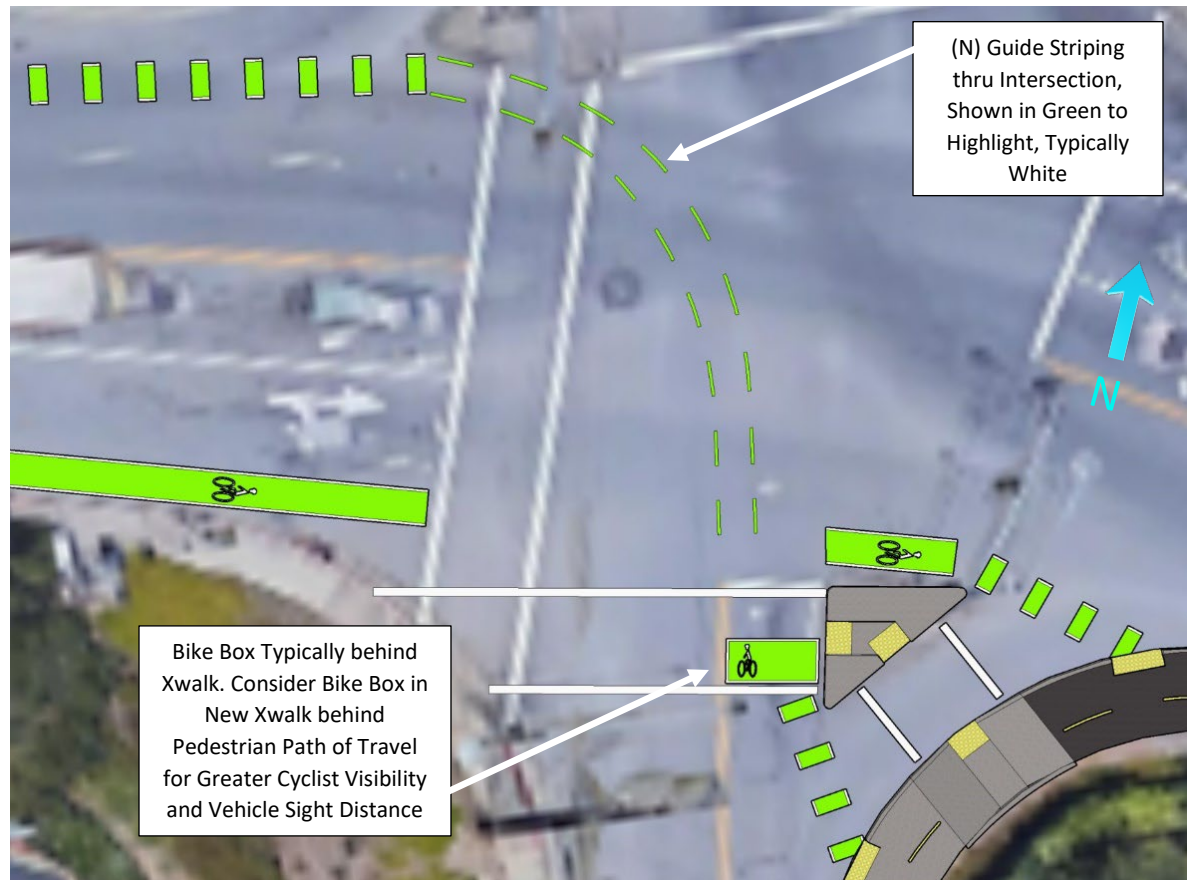 (N) Guide Striping
thru Intersection,
Shown in Green to
Highlight, Typically
White
N
Bike Box Typically behind
Xwalk. Consider Bike Box in
New Xwalk behind
Pedestrian Path of Travel
for Greater Cyclist Visibility
and Vehicle Sight Distance